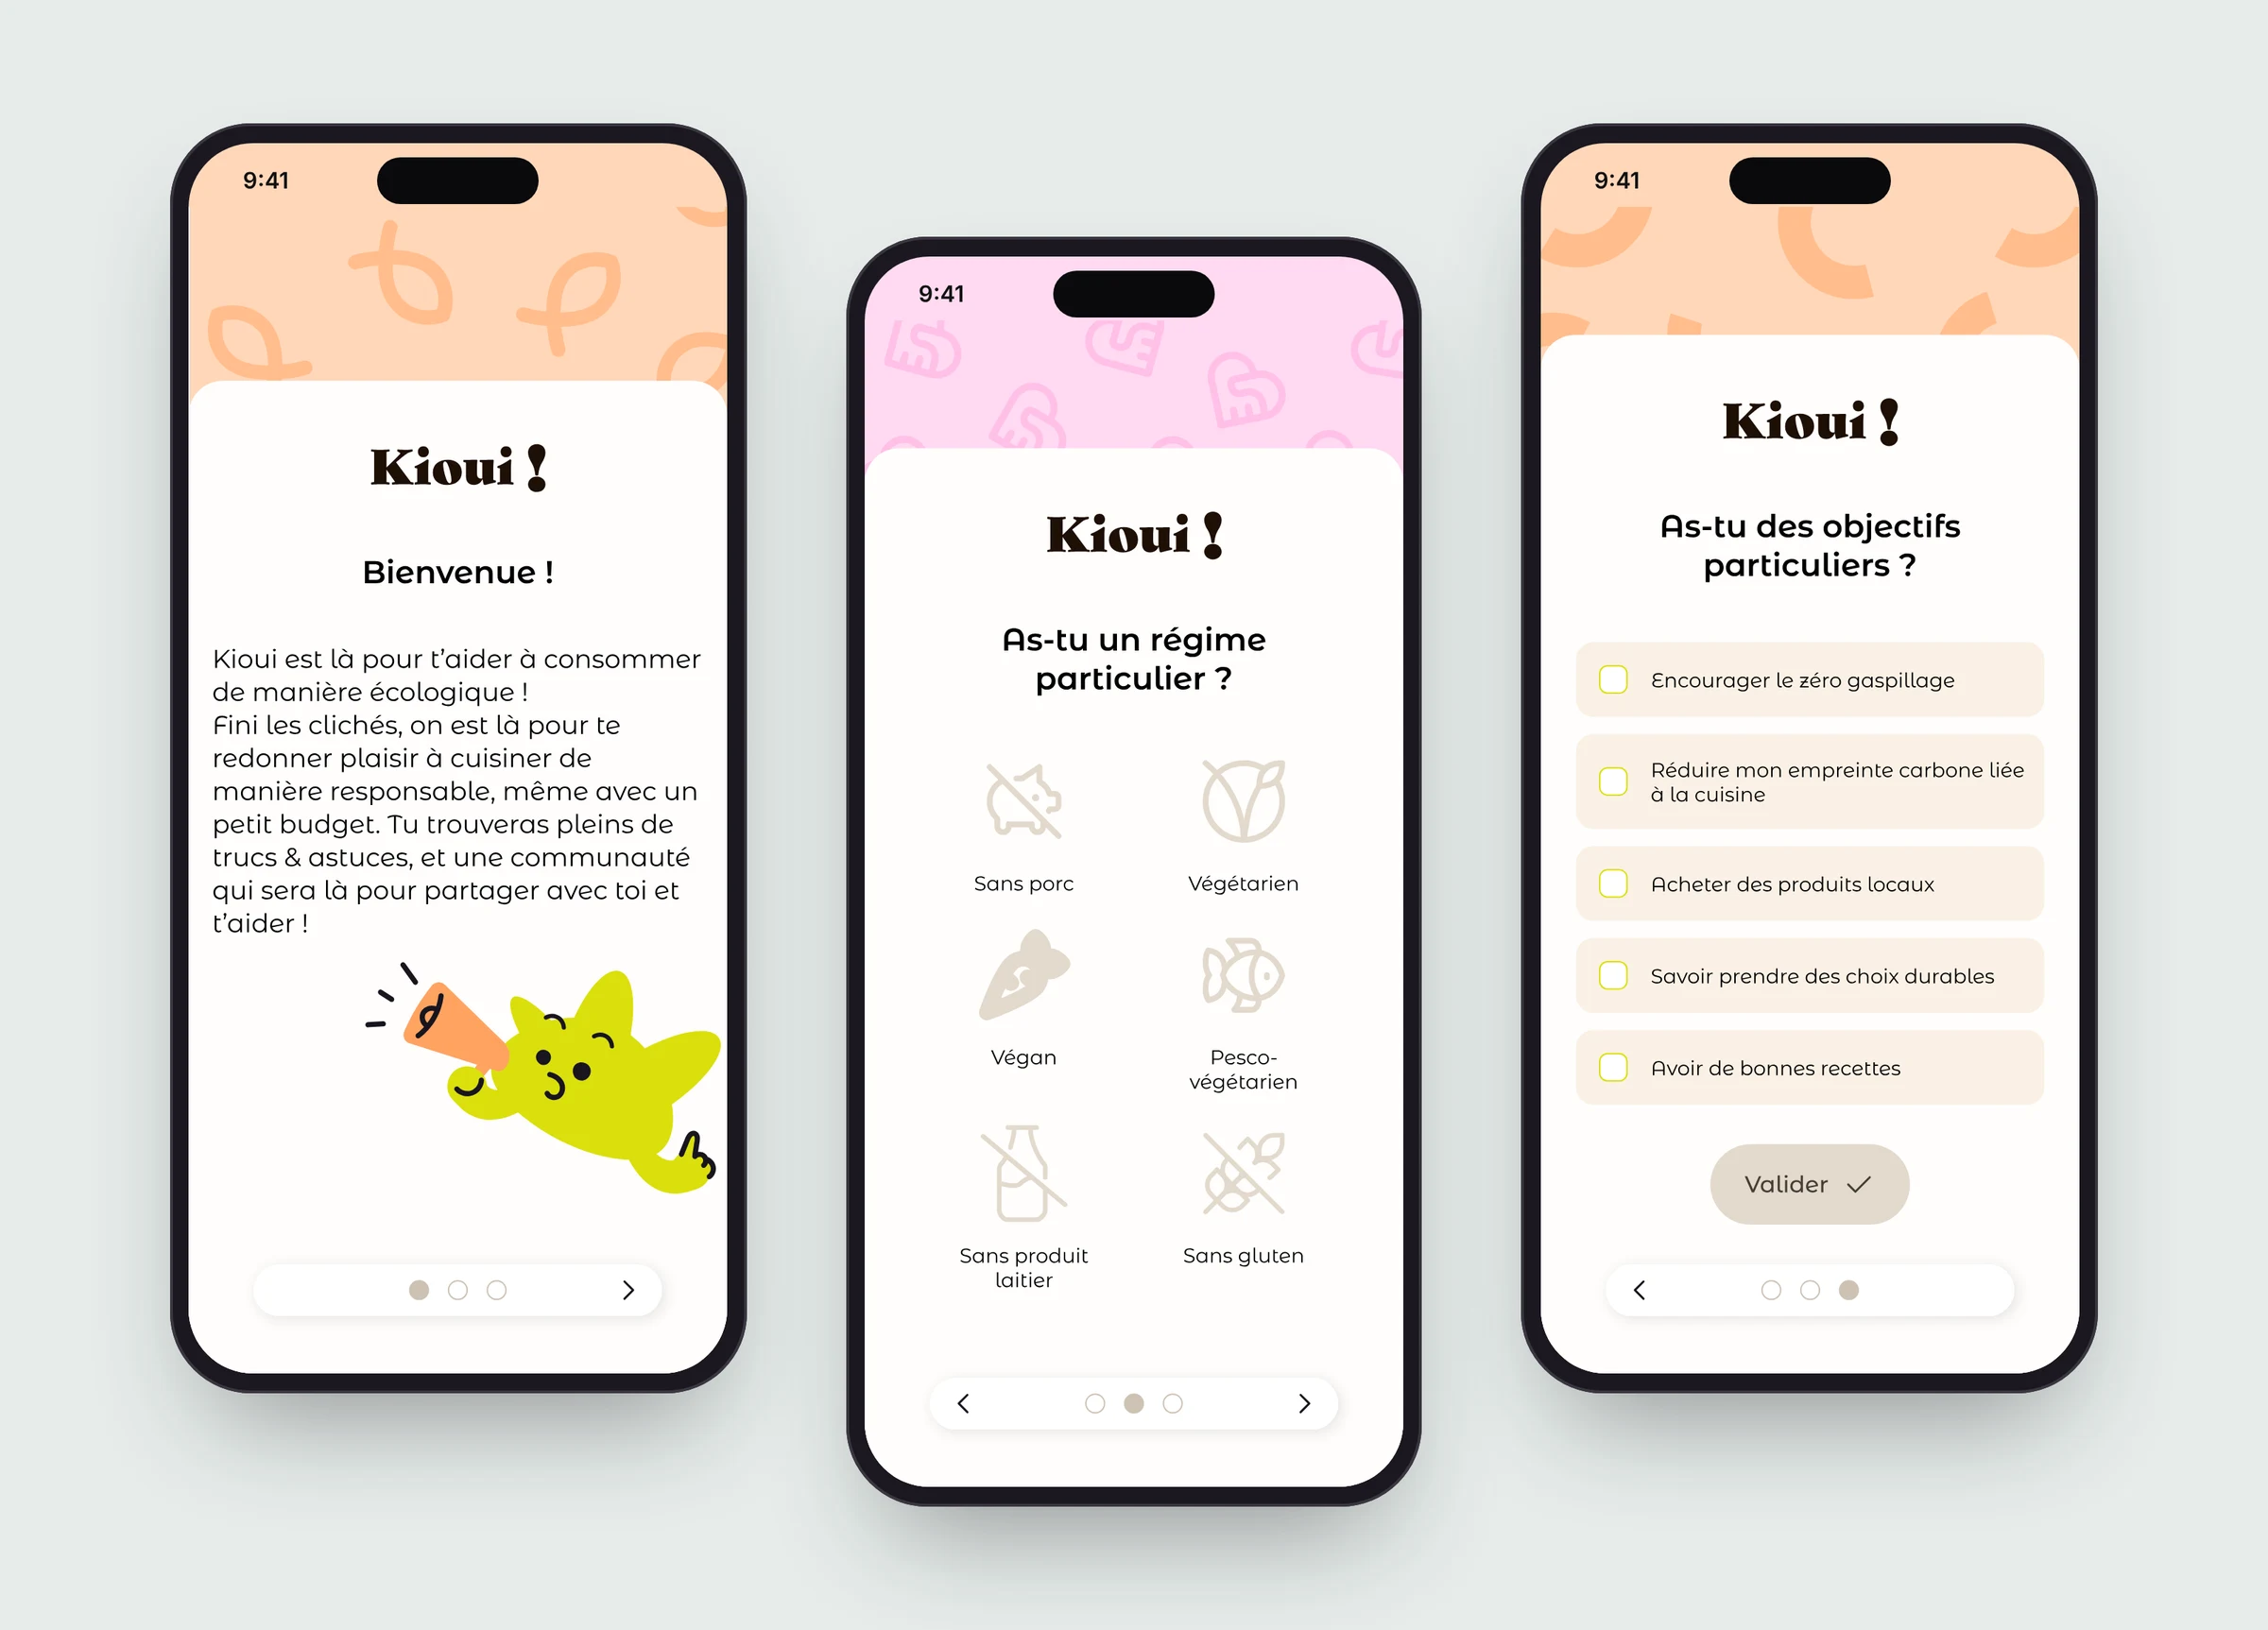 9:41
Kioui !
Bienvenue !
Kioui est là pour t’aider à consommer
de manière écologique !
Fini les clichés, on est là pour te
redonner plaisir à cuisiner de
manière responsable, même avec un
petit budget. Tu trouveras pleins de
trucs & astuces, et une communauté
qui sera là pour partager avec toi et
t’aider !
9:41
Kioui !
As-tu un régime
particulier ?
Sans porc
Végétarien
Végan
Pesco-
végétarien
Sans produit
laitier
Sans gluten
9:41
Kioui !
As-tu des objectifs
particuliers ?
Encourager le zéro gaspillage
Réduire mon empreinte carbone liée
à la cuisine
Acheter des produits locaux
Savoir prendre des choix durables
Avoir de bonnes recettes
Valider